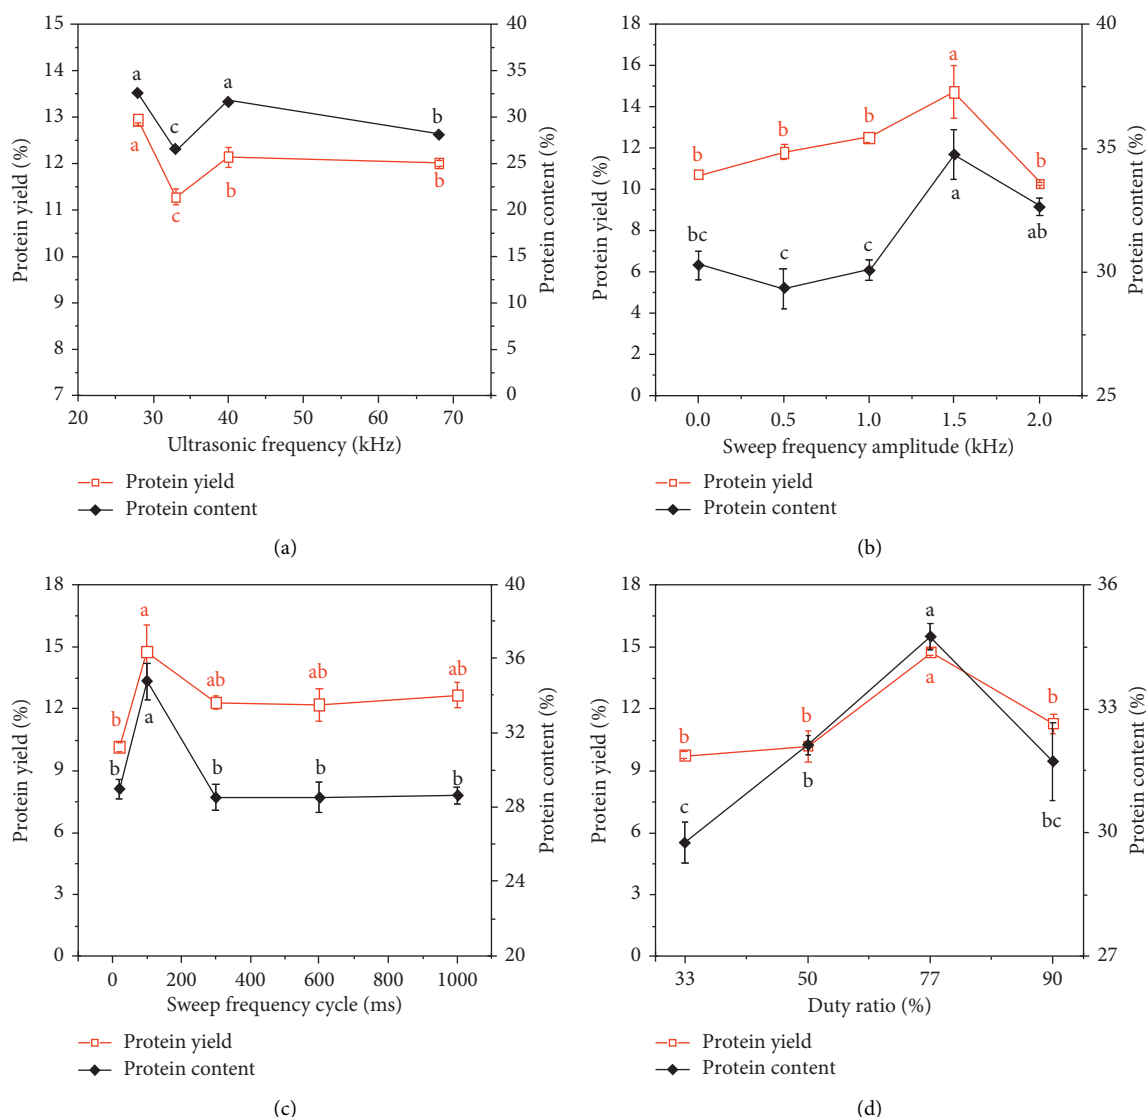 15
14
13
12
11
10
9
8
7
Protein yield (%)
40
35
30
25
20
15
10
5
0
Protein content (%)
a
c
a
b
a
c
b
b
20 30 40 50 60 70
Ultrasonic frequency (kHz)
Protein yield
Protein content
(a)
18
16
14
12
10
8
6
4
2
0
Protein yield (%)
40
35
30
25
Protein content (%)
b
b
b
a
b
bc
c
c
a
ab
0.0 0.5 1.0 1.5 2.0
Sweep frequency amplitude (kHz)
Protein yield
Protein content
(b)
18
15
12
9
6
3
0
Protein yield (%)
40
36
32
28
24
20
Protein content (%)
b
a
ab
ab
ab
b
a
b
b
b
0 200 400 600 800 1000
Sweep frequency cycle (ms)
Protein yield
Protein content
(c)
18
15
12
9
6
3
0
Protein yield (%)
36
33
30
27
Protein content (%)
b
b
a
b
c
b
a
bc
33 50 77 90
Duty ratio (%)
Protein yield
Protein content
(d)